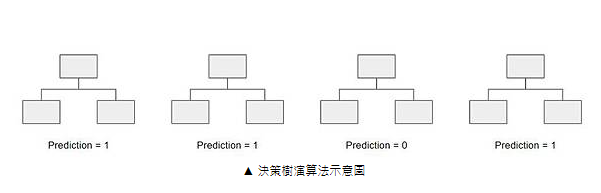 Prediction = 1
Prediction = 1
Prediction = 0
Prediction = 1
▲ 決策樹演算法示意圖